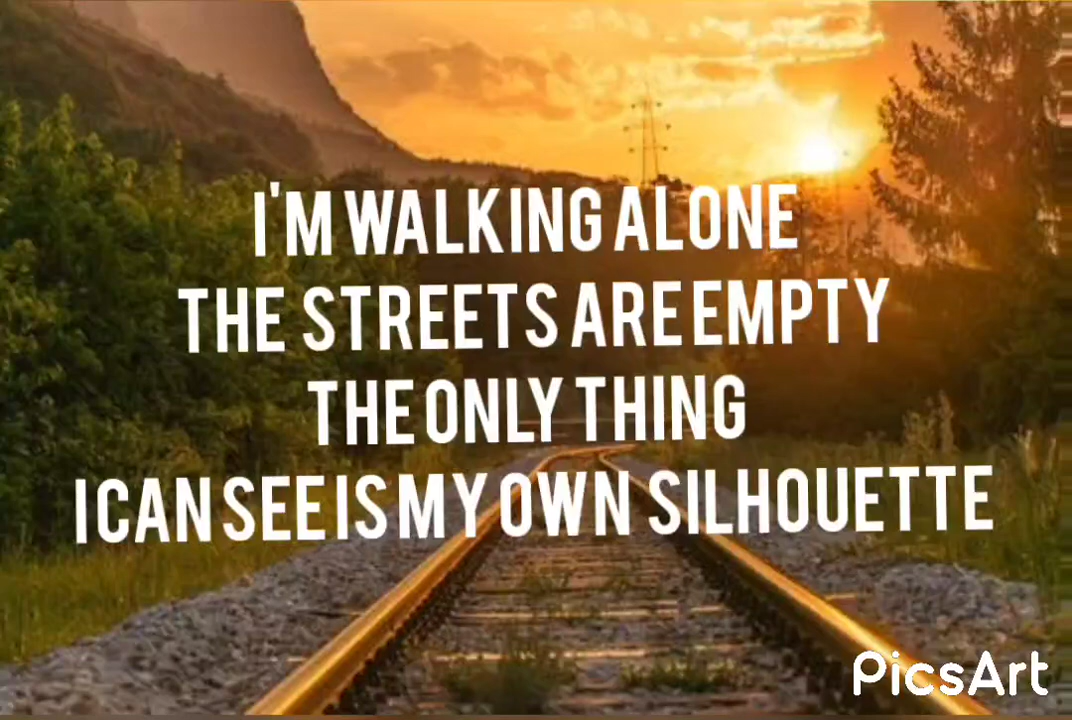 I'M WALKING ALONE
THE STREETS ARE EMPTY
THE ONLY THING
I CAN SEE IS MY OWN SILHOUETTE
PicsArt